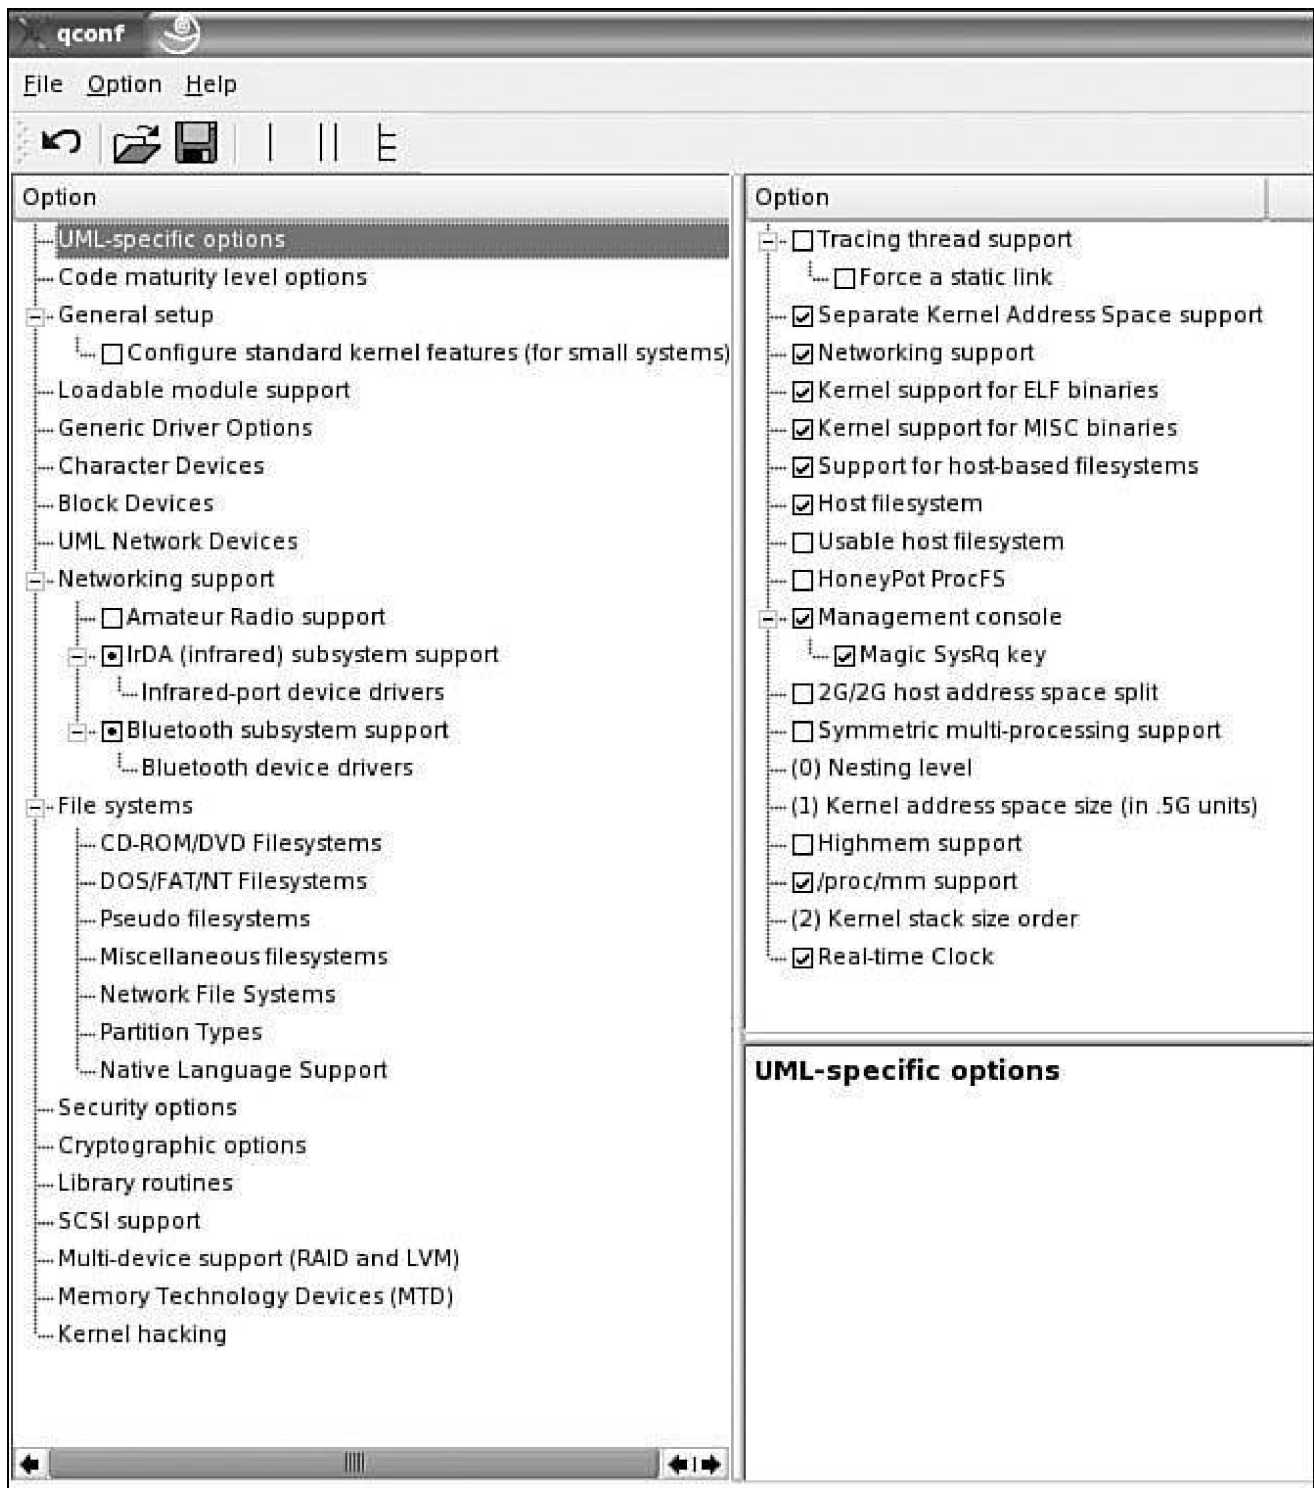 qconf
File Option Help
Option
UML-specific options
Code maturity level options
General setup
Configure standard kernel features (for small systems)
Loadable module support
Generic Driver Options
Character Devices
Block Devices
UML Network Devices
Networking support
Amateur Radio support
IrDA (infrared) subsystem support
Infrared-port device drivers
Bluetooth subsystem support
Bluetooth device drivers
File systems
CD-ROM/DVD Filesystems
DOS/FAT/NT Filesystems
Pseudo filesystems
Miscellaneous filesystems
Network File Systems
Partition Types
Native Language Support
Security options
Cryptographic options
Library routines
SCSI support
Multi-device support (RAID and LVM)
Memory Technology Devices (MTD)
Kernel hacking
Option
Tracing thread support
Force a static link
Separate Kernel Address Space support
Networking support
Kernel support for ELF binaries
Kernel support for MISC binaries
Support for host-based filesystems
Host filesystem
Usable host filesystem
HoneyPot ProcFS
Management console
Magic SysRq key
2G/2G host address space split
Symmetric multi-processing support
(0) Nesting level
(1) Kernel address space size (in .5G units)
Highmem support
/proc/mm support
(2) Kernel stack size order
Real-time Clock
UML-specific options